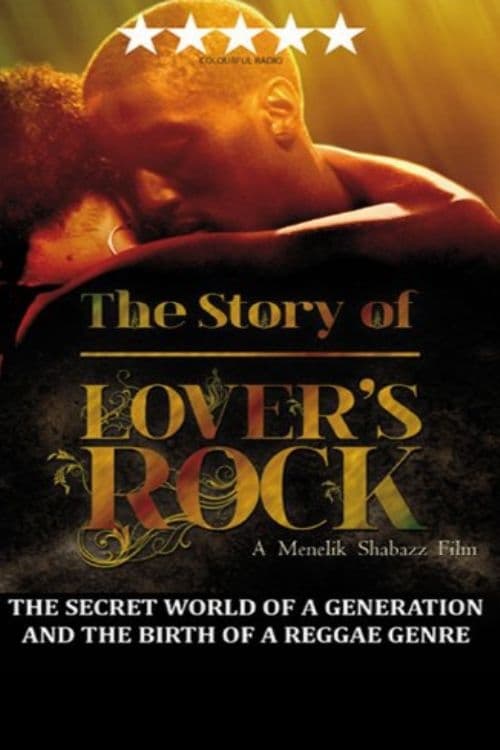 COLOURFUL RADIO
The Story of
LOVER'S
ROCK
A Menelik Shabazz Film
THE SECRET WORLD OF A GENERATION
AND THE BIRTH OF A REGGAE GENRE